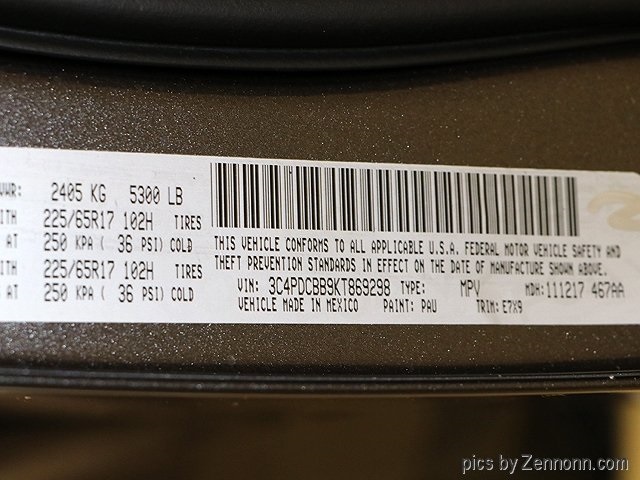 2405 KG 5300 LB
225/65R17 102H TIRES
AT 250 KPA ( 36 PSI) COLD
225/65R17 102H TIRES
AT 250 KPA ( 36 PSI) COLD
THIS VEHICLE CONFORMS TO ALL APPLICABLE U.S.A. FEDERAL MOTOR VEHICLE SAFETY AND
THEFT PREVENTION STANDARDS IN EFFECT ON THE DATE OF MANUFACTURE SHOWN ABOVE.
VIN: 3C4PDCBB9KT869298 TYPE: MPV MDH: 111217 467AA
VEHICLE MADE IN MEXICO PAINT: PAU TRIM: E7X9
pics by Zennonn.com